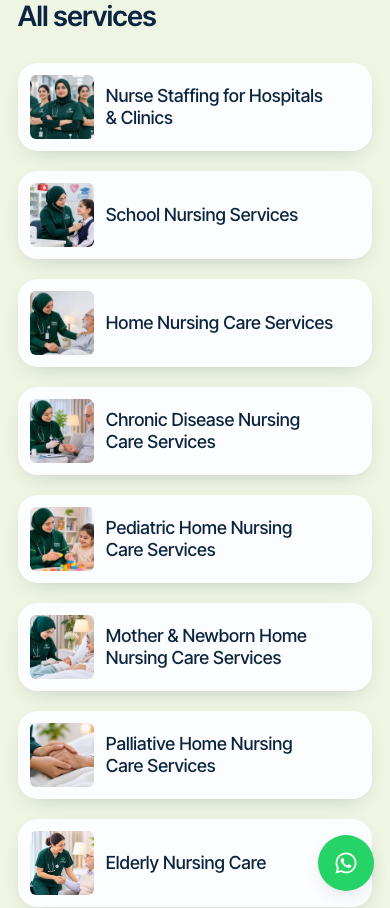 All services
Nurse Staffing for Hospitals
& Clinics
School Nursing Services
Home Nursing Care Services
Chronic Disease Nursing
Care Services
Pediatric Home Nursing
Care Services
Mother & Newborn Home
Nursing Care Services
Palliative Home Nursing
Care Services
Elderly Nursing Care